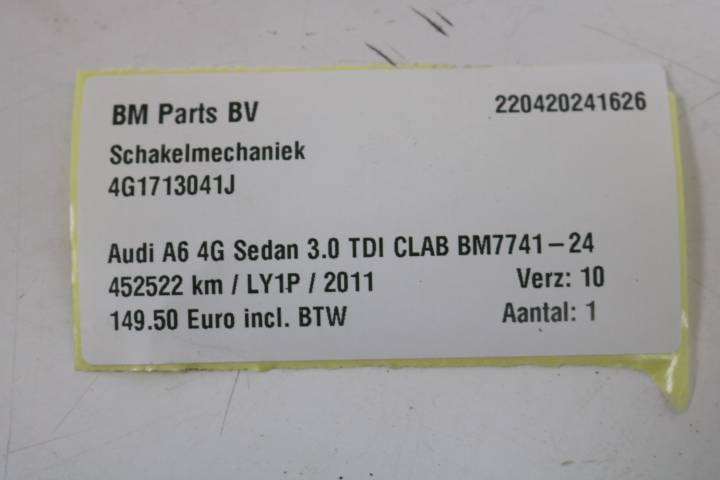 BM Parts BV 220420241626
Schakelmechaniek
4G1713041J
Audi A6 4G Sedan 3.0 TDI CLAB BM7741-24
452522 km / LY1P / 2011 Verz: 10
149.50 Euro incl. BTW Aantal: 1